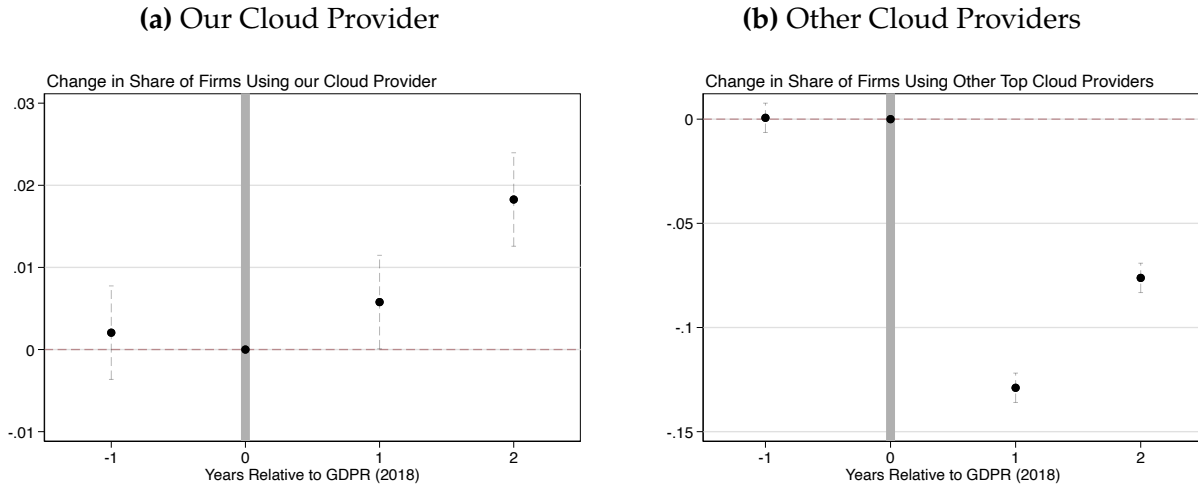 (a) Our Cloud Provider
Change in Share of Firms Using our Cloud Provider
.03
.02
.01
0
-.01
-1 0 1 2
Years Relative to GDPR (2018)
(b) Other Cloud Providers
Change in Share of Firms Using Other Top Cloud Providers
0
-.05
-.1
-.15
-1 0 1 2
Years Relative to GDPR (2018)